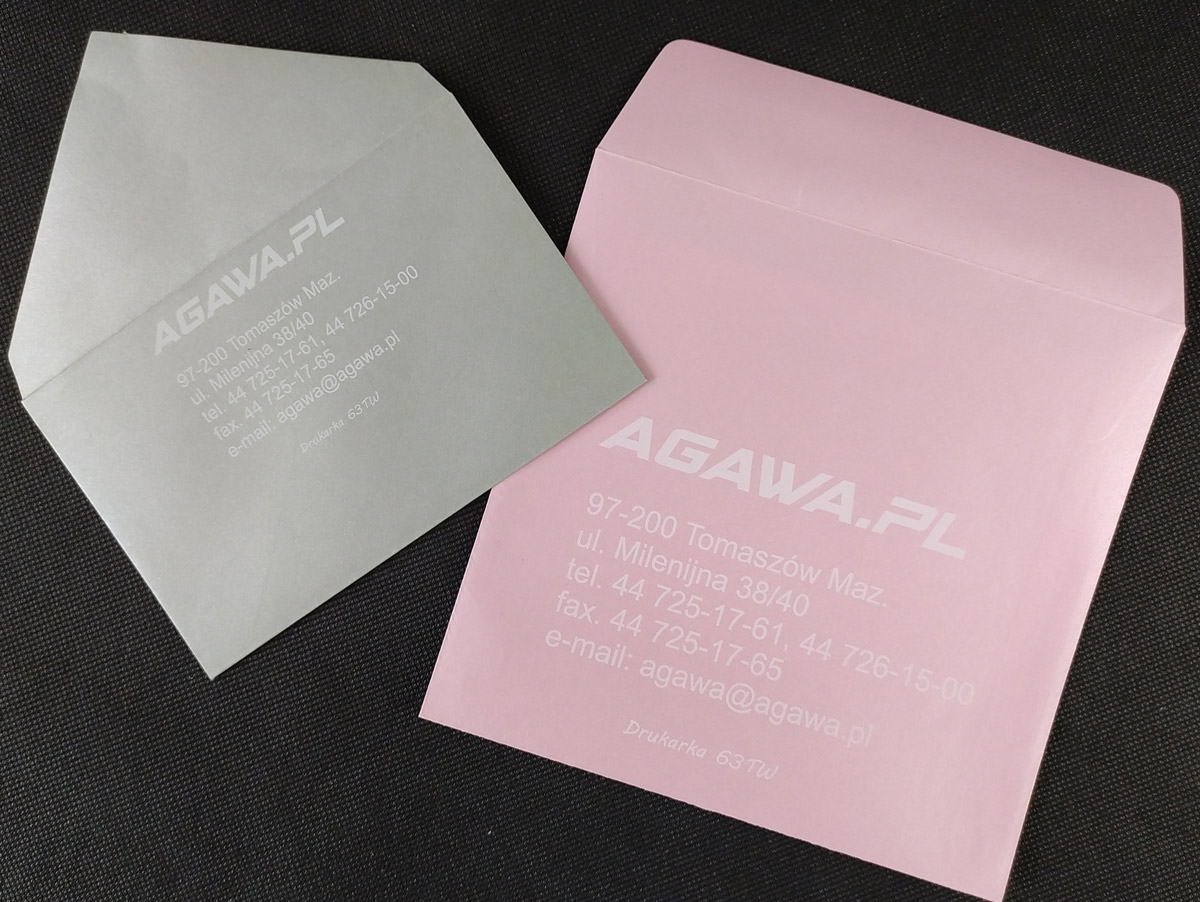 AGAWA.PL
97-200 Tomaszów Maz.
ul. Milenijna 38/40
tel. 44 725-17-61, 44 726-15-00
fax. 44 725-17-65
e-mail: agawa@agawa.pl
Drukarka 63TW
AGAWA.PL
97-200 Tomaszów Maz.
ul. Milenijna 38/40
tel. 44 725-17-61, 44 726-15-00
fax. 44 725-17-65
e-mail: agawa@agawa.pl
Drukarka 63TW